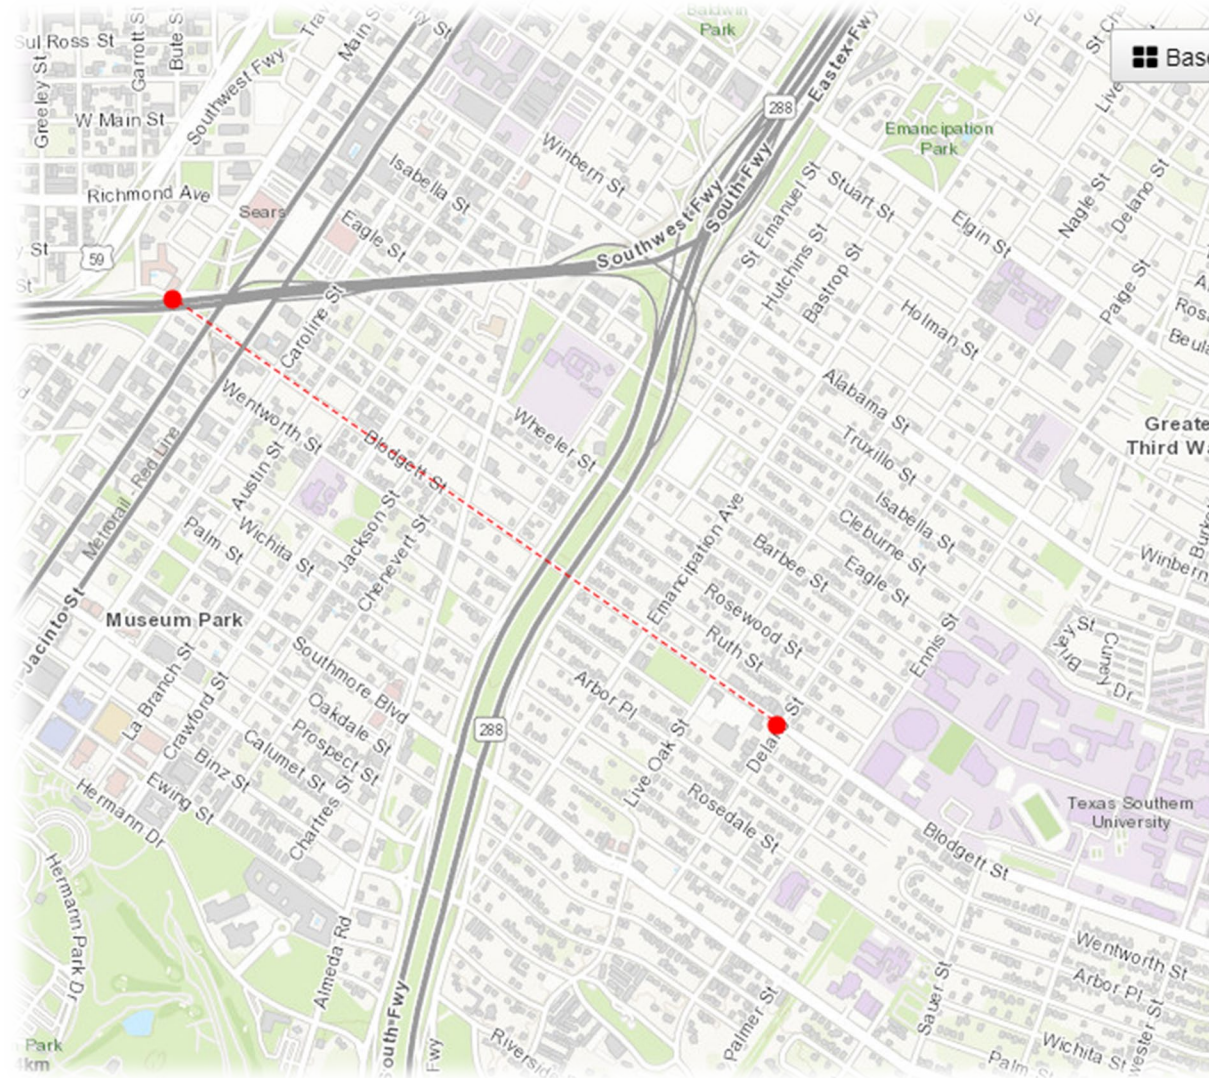 Baldwin
Park
Sul Ross St
Garrott St
Bute St
Main St
Southwest Fwy
Greeley St
W Main St
Eastex Fwy
288
Base
Emancipation
Park
Winbern St
Isabella St
Richmond Ave
Sears
Eagle St
59
Southwest Fwy
South Fwy
St Emanuel St
Stuart St
Elgin St
Nagle St
Delano St
Hutchins St
Bastrop St
Paige St
Holman St
Caroline St
Alabama St
Greate
Third Wa
Wentworth St
Wheeler St
Truxillo St
Blodgett St
Austin St
Metrorail - Red Line
Isabella St
Cleburne St
Jackson St
Wichita St
Palm St
Chenevert St
Emancipation Ave
Barbee St
Eagle St
Winbern
Rosewood St
Ruth St
Ennis St
Cuney
Dr
Jacinto St
Museum Park
Southmore Blvd
Arbor Pl
La Branch St
Crawford St
Oakdale St
Prospect St
Calumet St
Binz St
Ewing St
Hermann Dr
Chartres St
288
Live Oak St
Rosedale St
Texas Southern
University
Blodgett St
Hermann Park Dr
Almeda Rd
South Fwy
Fwy
Wentworth St
Arbor Pl
Sauer St
Palmer St
Wichita St
Palm St
Riverside
Park